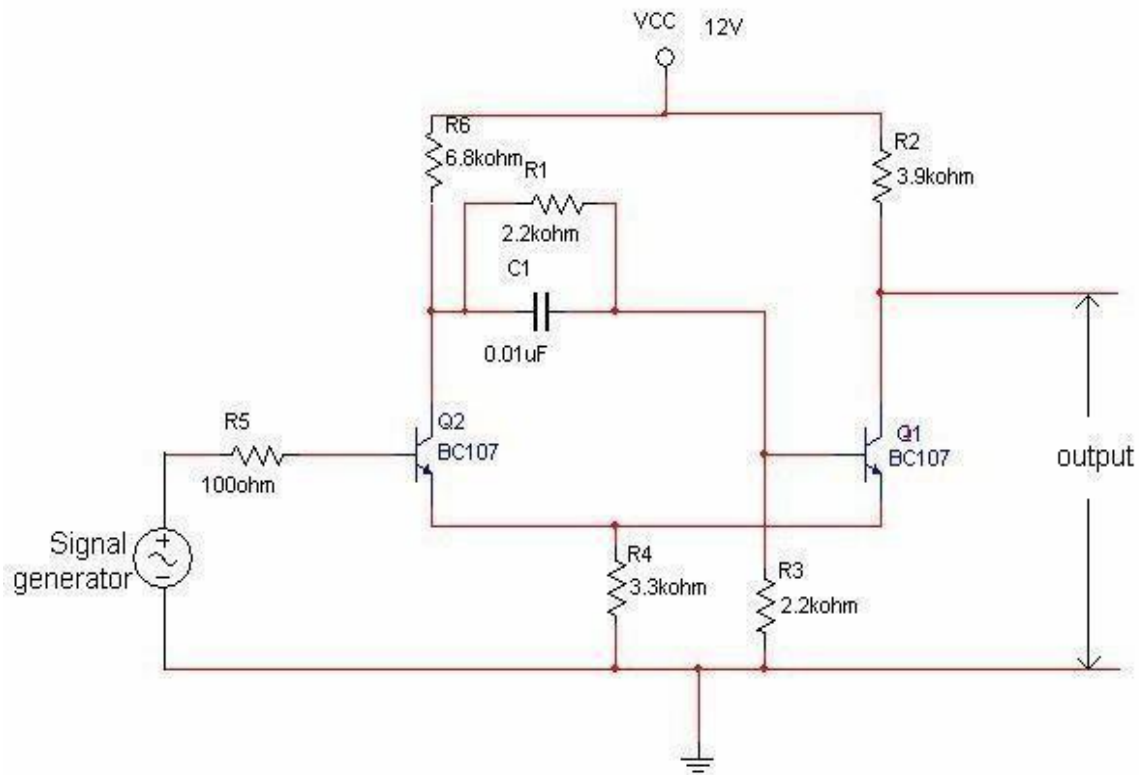 VCC 12V
R6
6.8kohm
R1
2.2kohm
C1
0.01uF
R2
3.9kohm
R5
100ohm
Q2
BC107
Q1
BC107
output
Signal
generator
R4
3.3kohm
R3
2.2kohm